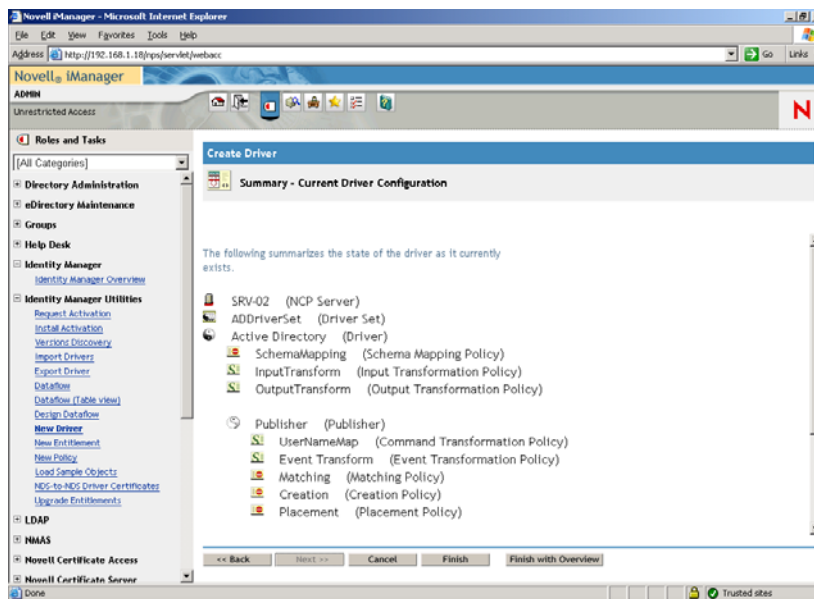 Novell iManager - Microsoft Internet Explorer
File Edit View Favorites Tools Help
Address http://192.168.1.18/nps/servlet/webacc Go Links
Novell® iManager
ADMIN
Unrestricted Access
N
Roles and Tasks
[All Categories]
Directory Administration
eDirectory Maintenance
Groups
Help Desk
Identity Manager
Identity Manager Overview
Identity Manager Utilities
Request Activation
Install Activation
Versions Discovery
Import Drivers
Export Driver
Dataflow
Dataflow (Table view)
Design Dataflow
New Driver
New Entitlement
New Policy
Load Sample Objects
NDS-to-NDS Driver Certificates
Upgrade Entitlements
LDAP
NMAS
Novell Certificate Access
Novell Certificate Server
Create Driver
Summary - Current Driver Configuration
The following summarizes the state of the driver as it currently
exists.
SRV-02 (NCP Server)
ADDriverSet (Driver Set)
Active Directory (Driver)
SchemaMapping (Schema Mapping Policy)
InputTransform (Input Transformation Policy)
OutputTransform (Output Transformation Policy)
Publisher (Publisher)
UserNameMap (Command Transformation Policy)
Event Transform (Event Transformation Policy)
Matching (Matching Policy)
Creation (Creation Policy)
Placement (Placement Policy)
<< Back Next >> Cancel Finish Finish with Overview
Done Trusted sites